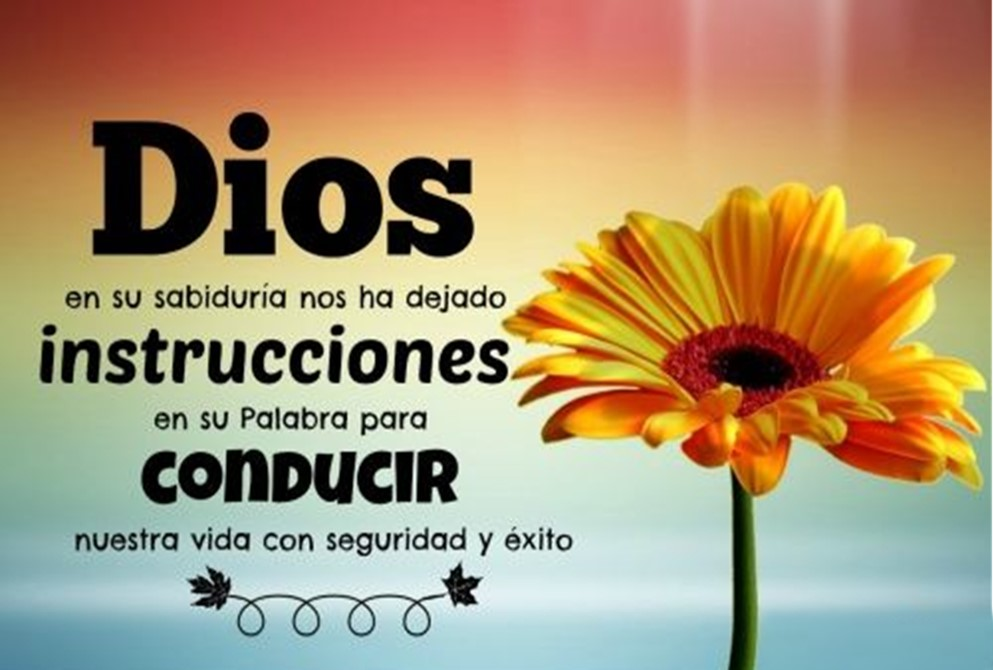 Dios
en su sabiduría nos ha dejado
instrucciones
en su Palabra para
CONDUCIR
nuestra vida con seguridad y éxito